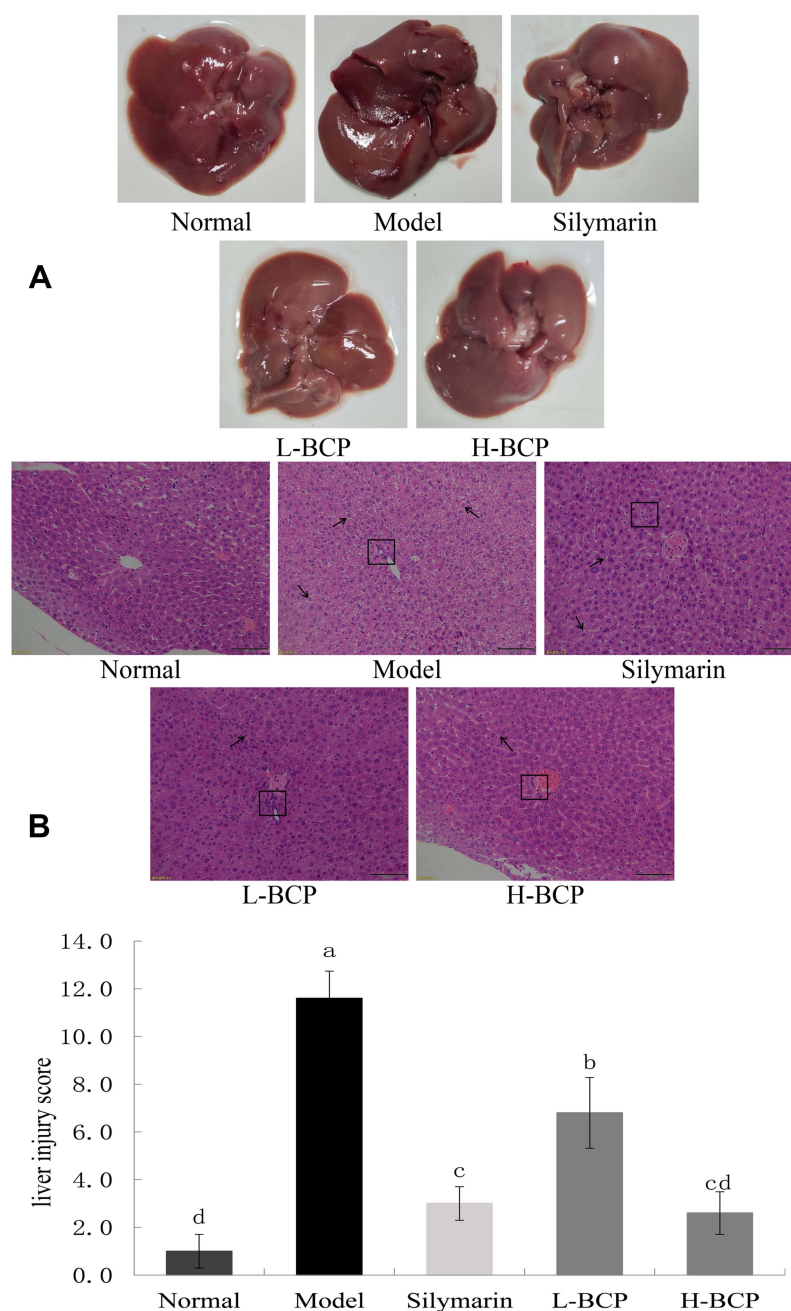 Normal Model Silymarin
A
L-BCP H-BCP
Normal Model Silymarin
B
L-BCP H-BCP
liver injury score
14.0
12.0
10.0
8.0
6.0
4.0
2.0
0.0
d
a
c
b
cd
Normal Model Silymarin L-BCP H-BCP